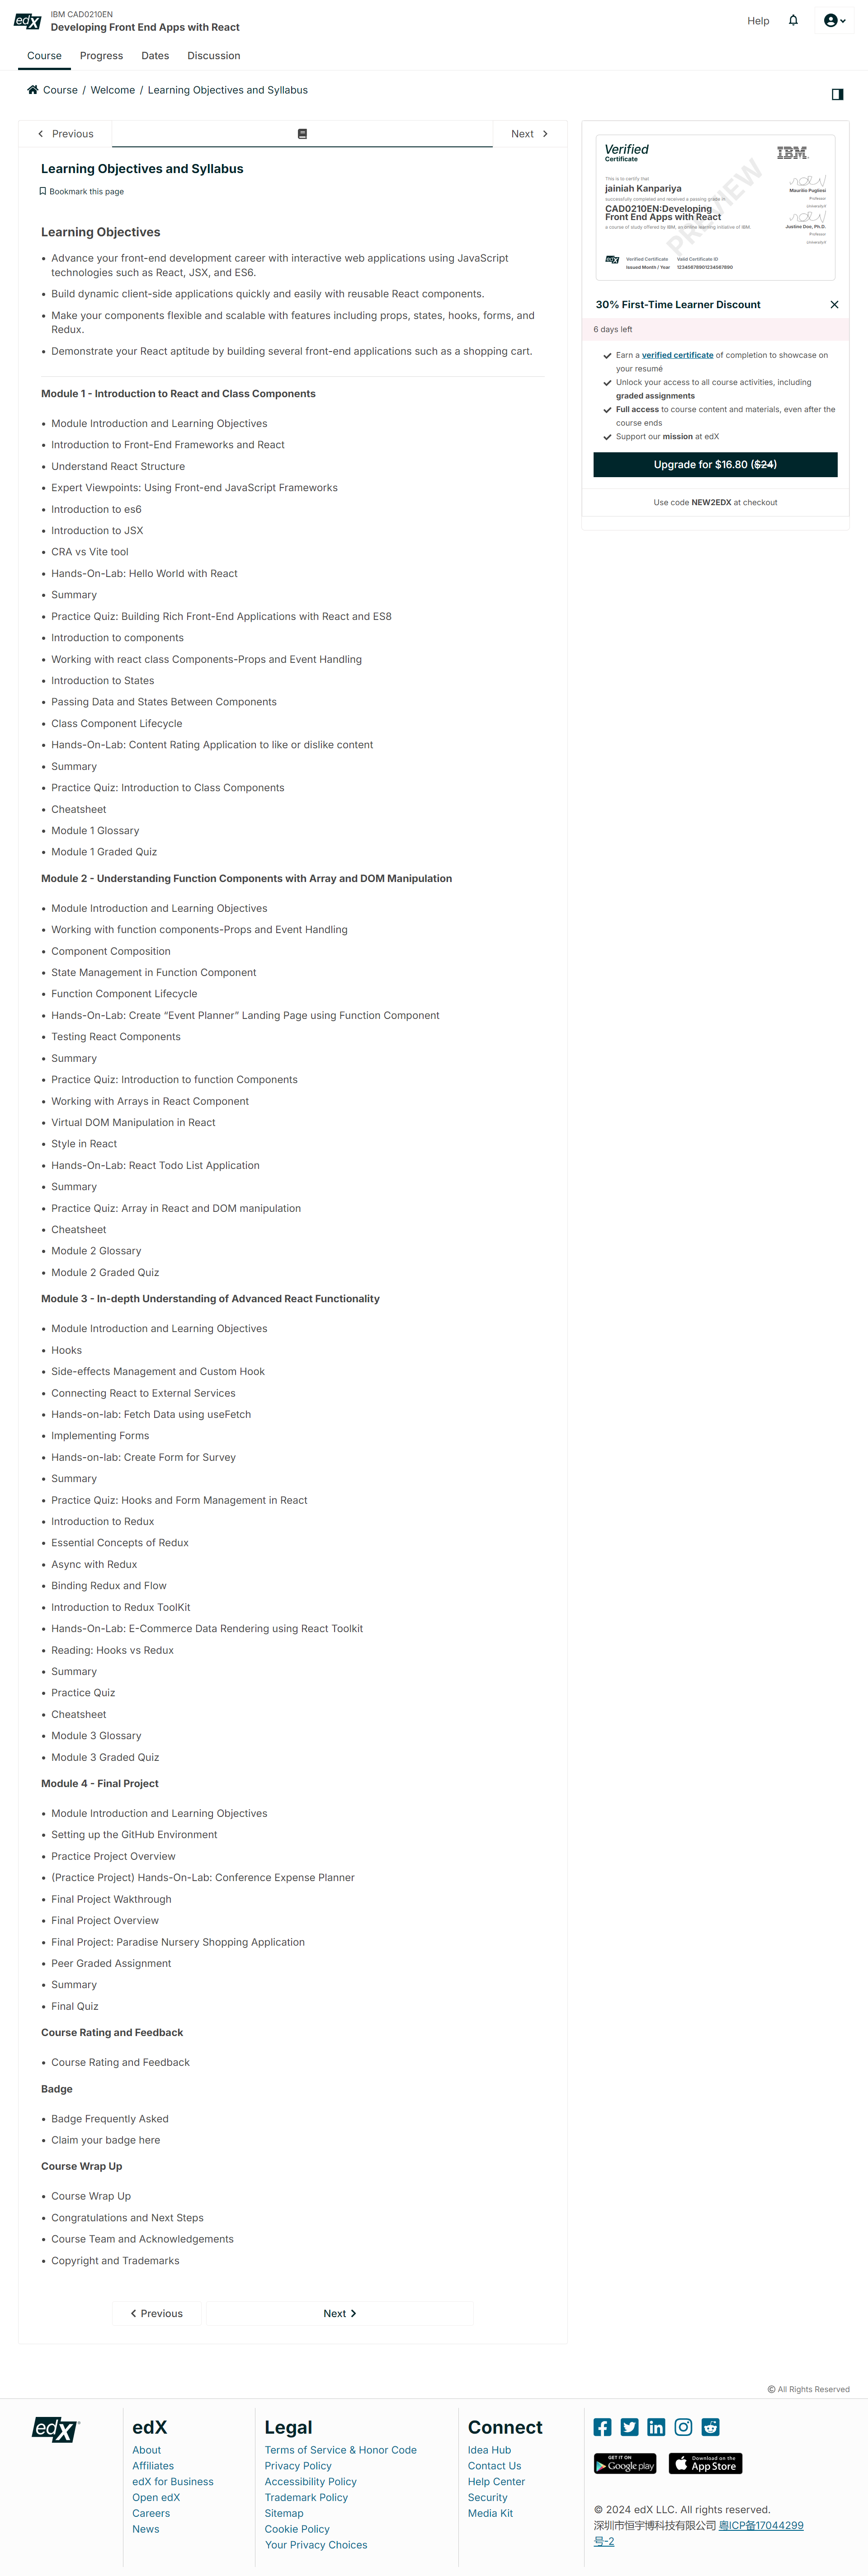 edX
IBM CAD0210EN
Developing Front End Apps with React
Help
Course
Progress
Dates
Discussion
Course / Welcome / Learning Objectives and Syllabus
Previous
Next
Learning Objectives and Syllabus
Bookmark this page
Learning Objectives
• Advance your front-end development career with interactive web applications using JavaScript
technologies such as React, JSX, and ES6.
• Build dynamic client-side applications quickly and easily with reusable React components.
• Make your components flexible and scalable with features including props, states, hooks, forms, and
Redux.
• Demonstrate your React aptitude by building several front-end applications such as a shopping cart.
Module 1 - Introduction to React and Class Components
• Module Introduction and Learning Objectives
• Introduction to Front-End Frameworks and React
• Understand React Structure
• Expert Viewpoints: Using Front-end JavaScript Frameworks
• Introduction to es6
• Introduction to JSX
• CRA vs Vite tool
• Hands-On-Lab: Hello World with React
• Summary
• Practice Quiz: Building Rich Front-End Applications with React and ES8
• Introduction to components
• Working with react class Components-Props and Event Handling
• Introduction to States
• Passing Data and States Between Components
• Class Component Lifecycle
• Hands-On-Lab: Content Rating Application to like or dislike content
• Summary
• Practice Quiz: Introduction to Class Components
• Cheatsheet
• Module 1 Glossary
• Module 1 Graded Quiz
Module 2 - Understanding Function Components with Array and DOM Manipulation
• Module Introduction and Learning Objectives
• Working with function components-Props and Event Handling
• Component Composition
• State Management in Function Component
• Function Component Lifecycle
• Hands-On-Lab: Create “Event Planner” Landing Page using Function Component
• Testing React Components
• Summary
• Practice Quiz: Introduction to function Components
• Working with Arrays in React Component
• Virtual DOM Manipulation in React
• Style in React
• Hands-On-Lab: React Todo List Application
• Summary
• Practice Quiz: Array in React and DOM manipulation
• Cheatsheet
• Module 2 Glossary
• Module 2 Graded Quiz
Module 3 - In-depth Understanding of Advanced React Functionality
• Module Introduction and Learning Objectives
• Hooks
• Side-effects Management and Custom Hook
• Connecting React to External Services
• Hands-on-lab: Fetch Data using useFetch
• Implementing Forms
• Hands-on-lab: Create Form for Survey
• Summary
• Practice Quiz: Hooks and Form Management in React
• Introduction to Redux
• Essential Concepts of Redux
• Async with Redux
• Binding Redux and Flow
• Introduction to Redux ToolKit
• Hands-On-Lab: E-Commerce Data Rendering using React Toolkit
• Reading: Hooks vs Redux
• Summary
• Practice Quiz
• Cheatsheet
• Module 3 Glossary
• Module 3 Graded Quiz
Module 4 - Final Project
• Module Introduction and Learning Objectives
• Setting up the GitHub Environment
• Practice Project Overview
• (Practice Project) Hands-On-Lab: Conference Expense Planner
• Final Project Wakthrough
• Final Project Overview
• Final Project: Paradise Nursery Shopping Application
• Peer Graded Assignment
• Summary
• Final Quiz
Course Rating and Feedback
• Course Rating and Feedback
Badge
• Badge Frequently Asked
• Claim your badge here
Course Wrap Up
• Course Wrap Up
• Congratulations and Next Steps
• Course Team and Acknowledgements
• Copyright and Trademarks
Previous
Next
Verified
Certificate
IBM.
This is to certify that
jainiah Kanpariya
successfully completed and received a passing grade in
CAD0210EN:Developing
Front End Apps with React
a course of study offered by IBM, an online learning initiative of IBM.
PREVIEW
Maurilio Pugliosi
Professor
UniversityX
Justine Doe, Ph.D.
Professor
UniversityX
edX
Verified Certificate
Issued Month / Year
Valid Certificate ID
12345678901234567890
30% First-Time Learner Discount
6 days left
Earn a verified certificate of completion to showcase on
your resumé
Unlock your access to all course activities, including
graded assignments
Full access to course content and materials, even after the
course ends
Support our mission at edX
Upgrade for $16.80 ($24)
Use code NEW2EDX at checkout
© All Rights Reserved
edX
edX
About
Affiliates
edX for Business
Open edX
Careers
News
Legal
Terms of Service & Honor Code
Privacy Policy
Accessibility Policy
Trademark Policy
Sitemap
Cookie Policy
Your Privacy Choices
Connect
Idea Hub
Contact Us
Help Center
Security
Media Kit
GET IT ON
Google play
Download on the
App Store
© 2024 edX LLC. All rights reserved.
深圳市恒宇博科技有限公司 粤ICP备17044299
号-2